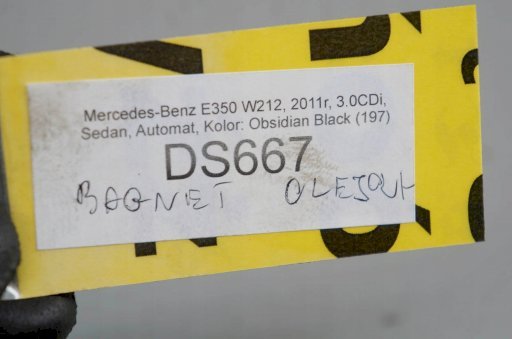 Mercedes-Benz E350 W212, 2011r, 3.0CDi,
Sedan, Automat, Kolor: Obsidian Black (197)
DS667
BAGNET OLEJOWY